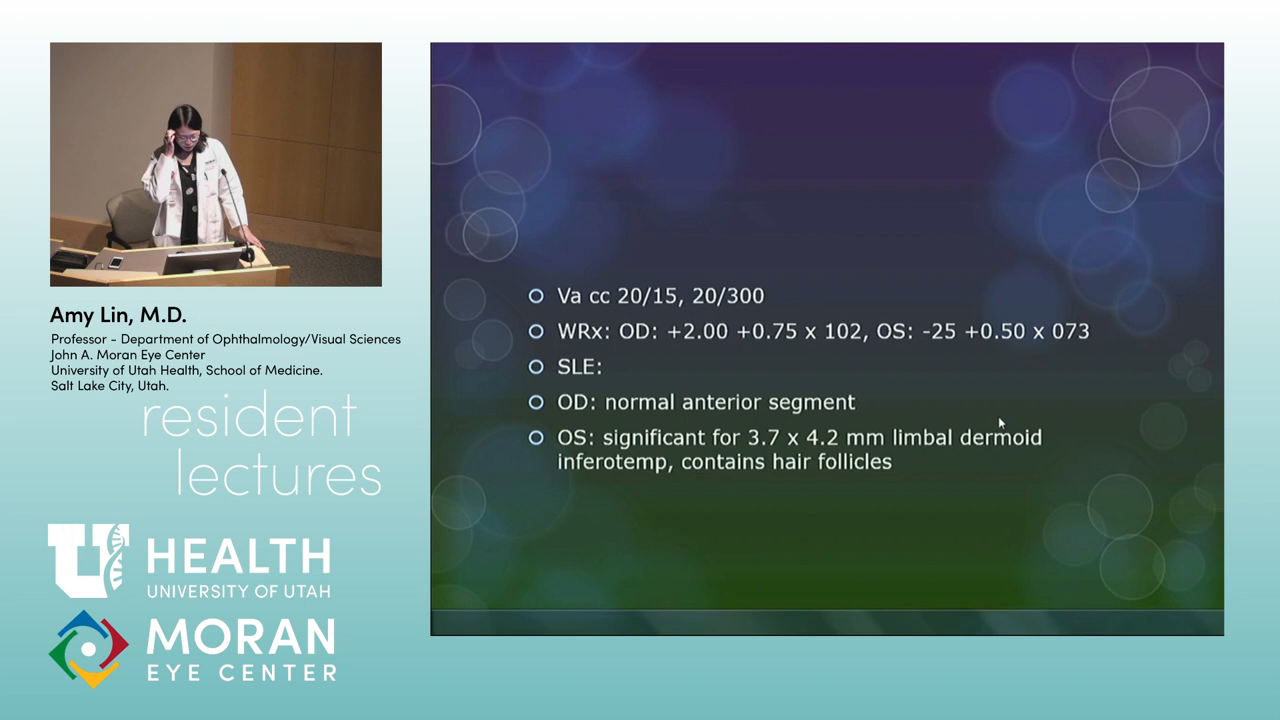 Amy Lin, M.D.
Professor - Department of Ophthalmology/Visual Sciences
John A. Moran Eye Center
University of Utah Health, School of Medicine.
Salt Lake City, Utah.
resident
lectures
U HEALTH
UNIVERSITY OF UTAH
MORAN
EYE CENTER
Va cc 20/15, 20/300
WRx: OD: +2.00 +0.75 x 102, OS: -25 +0.50 x 073
SLE:
OD: normal anterior segment
OS: significant for 3.7 x 4.2 mm limbal dermoid
inferotemp, contains hair follicles